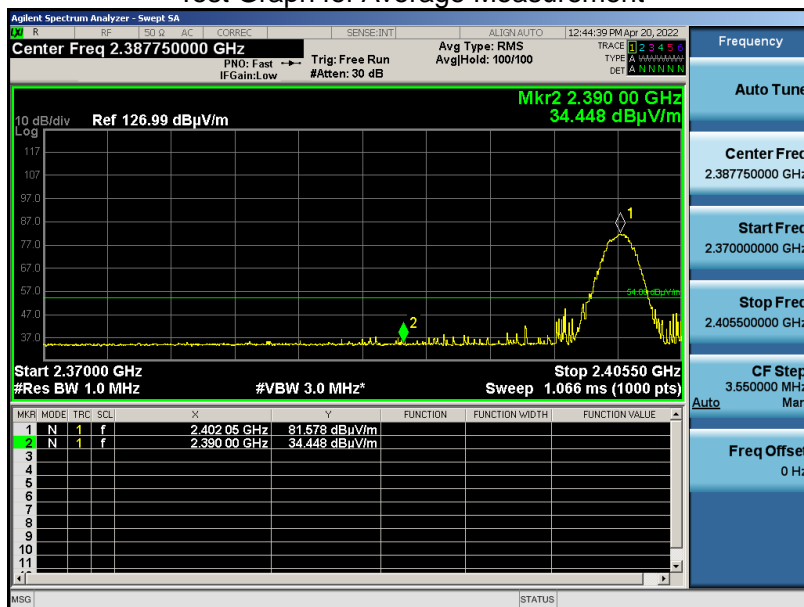 Test Graph for Average Measurement
Agilent Spectrum Analyzer - Swept SA
R RF 50 Ω AC CORREC SENSE:INT ALIGN AUTO 12:44:39 PM Apr 20, 2022
Center Freq 2.387750000 GHz
PNO: Fast
IFGain:Low
Trig: Free Run
#Atten: 30 dB
Avg Type: RMS
Avg|Hold: 100/100
TRACE 1 2 3 4 5 6
TYPE A WWWWW
DET A N N N N N
Mkr2 2.390 00 GHz
34.448 dBµV/m
10 dB/div Ref 126.99 dBµV/m
Log
117
107
97.0
87.0
77.0
67.0
57.0
47.0
37.0
1
2
54.00 dBµV/m
Start 2.37000 GHz Stop 2.40550 GHz
#Res BW 1.0 MHz #VBW 3.0 MHz* Sweep 1.066 ms (1000 pts)
MKR MODE TRC SCL X Y FUNCTION FUNCTION WIDTH FUNCTION VALUE
1 N 1 f 2.402 05 GHz 81.578 dBµV/m
2 N 1 f 2.390 00 GHz 34.448 dBµV/m
3
4
5
6
7
8
9
10
11
MSG STATUS
Frequency
Auto Tune
Center Freq
2.387750000 GHz
Start Freq
2.370000000 GHz
Stop Freq
2.405500000 GHz
CF Step
3.550000 MHz
Auto Man
Freq Offset
0 Hz